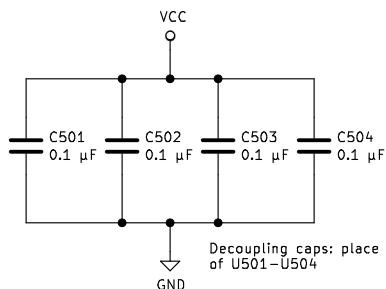 VCC
C501
0.1 µF
C502
0.1 µF
C503
0.1 µF
C504
0.1 µF
Decoupling caps: place
of U501–U504
GND